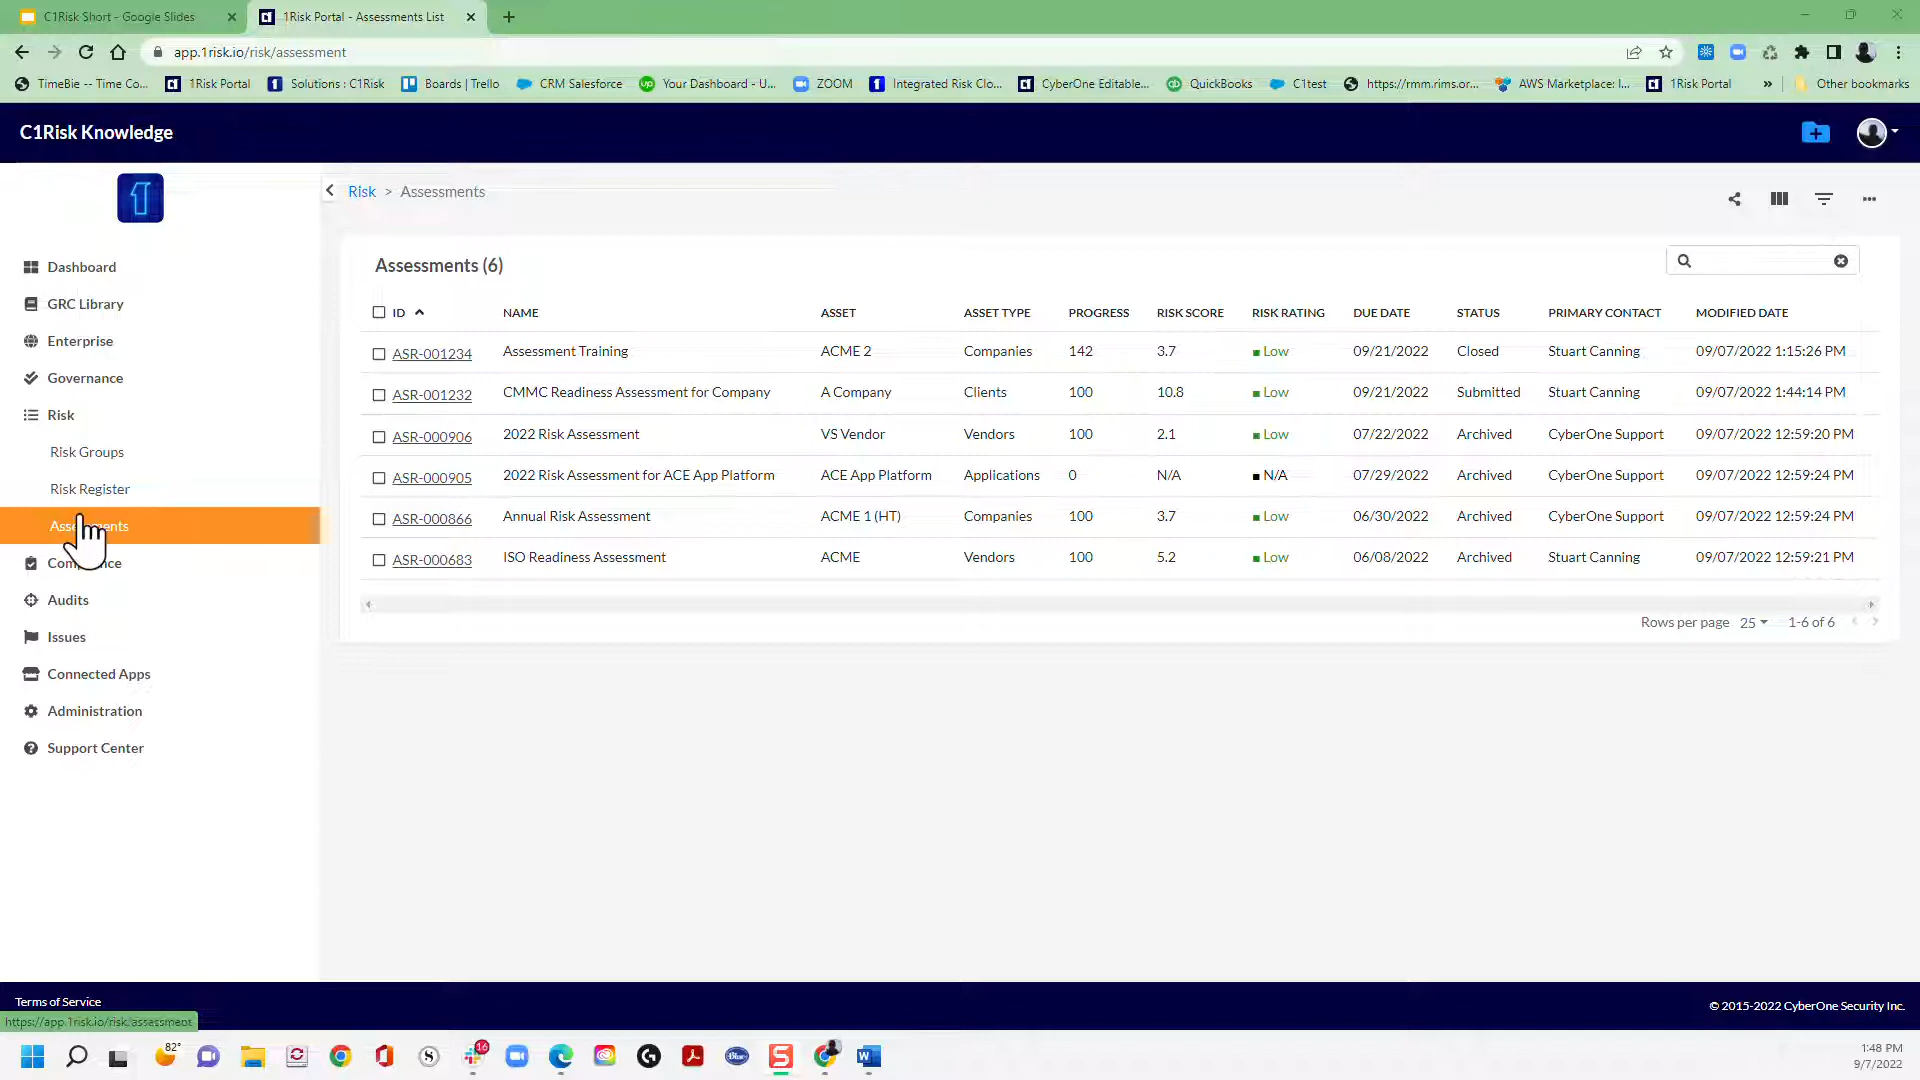 C1Risk Short - Google Slides
1Risk Portal - Assessments List
app.1risk.io/risk/assessment
TimeBie -- Time Co... 1Risk Portal Solutions : C1Risk Boards | Trello CRM Salesforce Your Dashboard - U... ZOOM Integrated Risk Clo... CyberOne Editable... QuickBooks C1test https://rmm.rims.or... AWS Marketplace: I... 1Risk Portal » Other bookmarks
C1Risk Knowledge
Risk > Assessments
Dashboard
GRC Library
Enterprise
Governance
Risk
Risk Groups
Risk Register
Assessments
Compliance
Audits
Issues
Connected Apps
Administration
Support Center
Assessments (6)
ID NAME ASSET ASSET TYPE PROGRESS RISK SCORE RISK RATING DUE DATE STATUS PRIMARY CONTACT MODIFIED DATE
ASR-001234 Assessment Training ACME 2 Companies 142 3.7 Low 09/21/2022 Closed Stuart Canning 09/07/2022 1:15:26 PM
ASR-001232 CMMC Readiness Assessment for Company A Company Clients 100 10.8 Low 09/21/2022 Submitted Stuart Canning 09/07/2022 1:44:14 PM
ASR-000906 2022 Risk Assessment VS Vendor Vendors 100 2.1 Low 07/22/2022 Archived CyberOne Support 09/07/2022 12:59:20 PM
ASR-000905 2022 Risk Assessment for ACE App Platform ACE App Platform Applications 0 N/A N/A 07/29/2022 Archived CyberOne Support 09/07/2022 12:59:24 PM
ASR-000866 Annual Risk Assessment ACME 1 (HT) Companies 100 3.7 Low 06/30/2022 Archived CyberOne Support 09/07/2022 12:59:24 PM
ASR-000683 ISO Readiness Assessment ACME Vendors 100 5.2 Low 06/08/2022 Archived Stuart Canning 09/07/2022 12:59:21 PM
Rows per page 25 1-6 of 6
Terms of Service
© 2015-2022 CyberOne Security Inc.
https://app.1risk.io/risk/assessment
82°
16
1:48 PM
9/7/2022